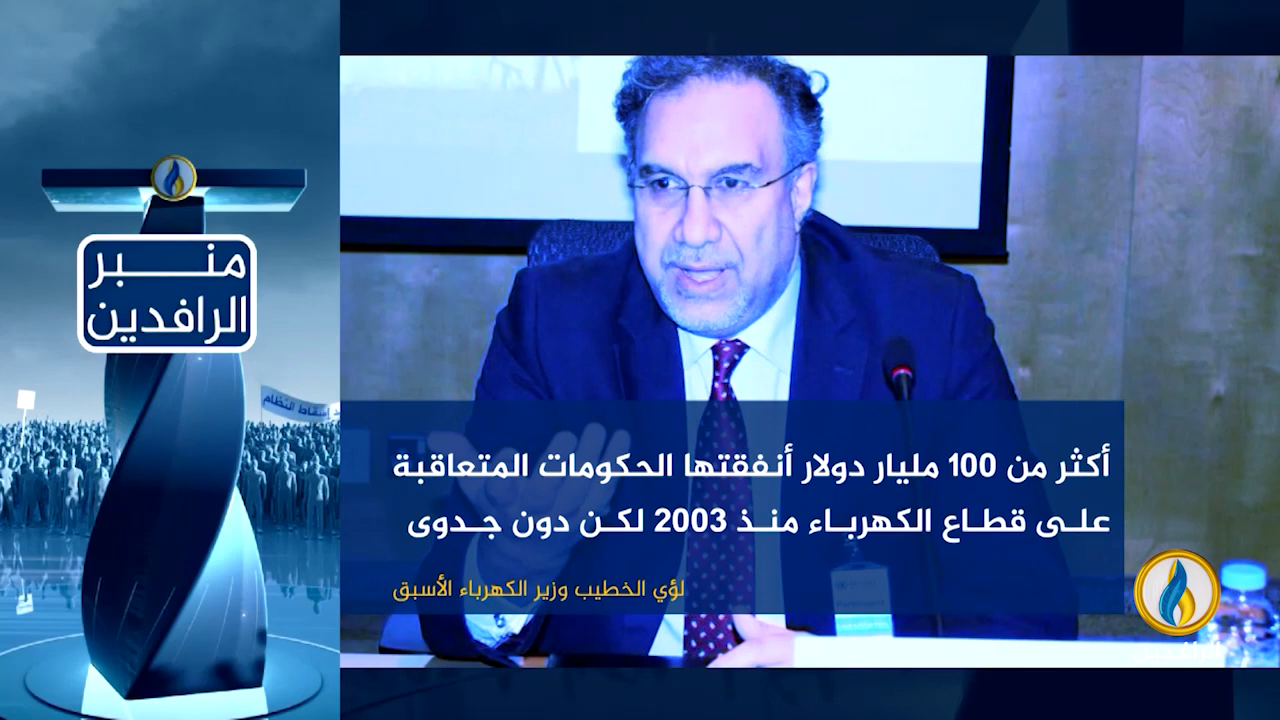 منبر
الرافدين
إسقاط النظام
أكثر من 100 مليار دولار أنفقتها الحكومات المتعاقبة
على قطاع الكهرباء منذ 2003 لكن دون جدوى
لؤي الخطيب وزير الكهرباء الأسبق
الرافدين